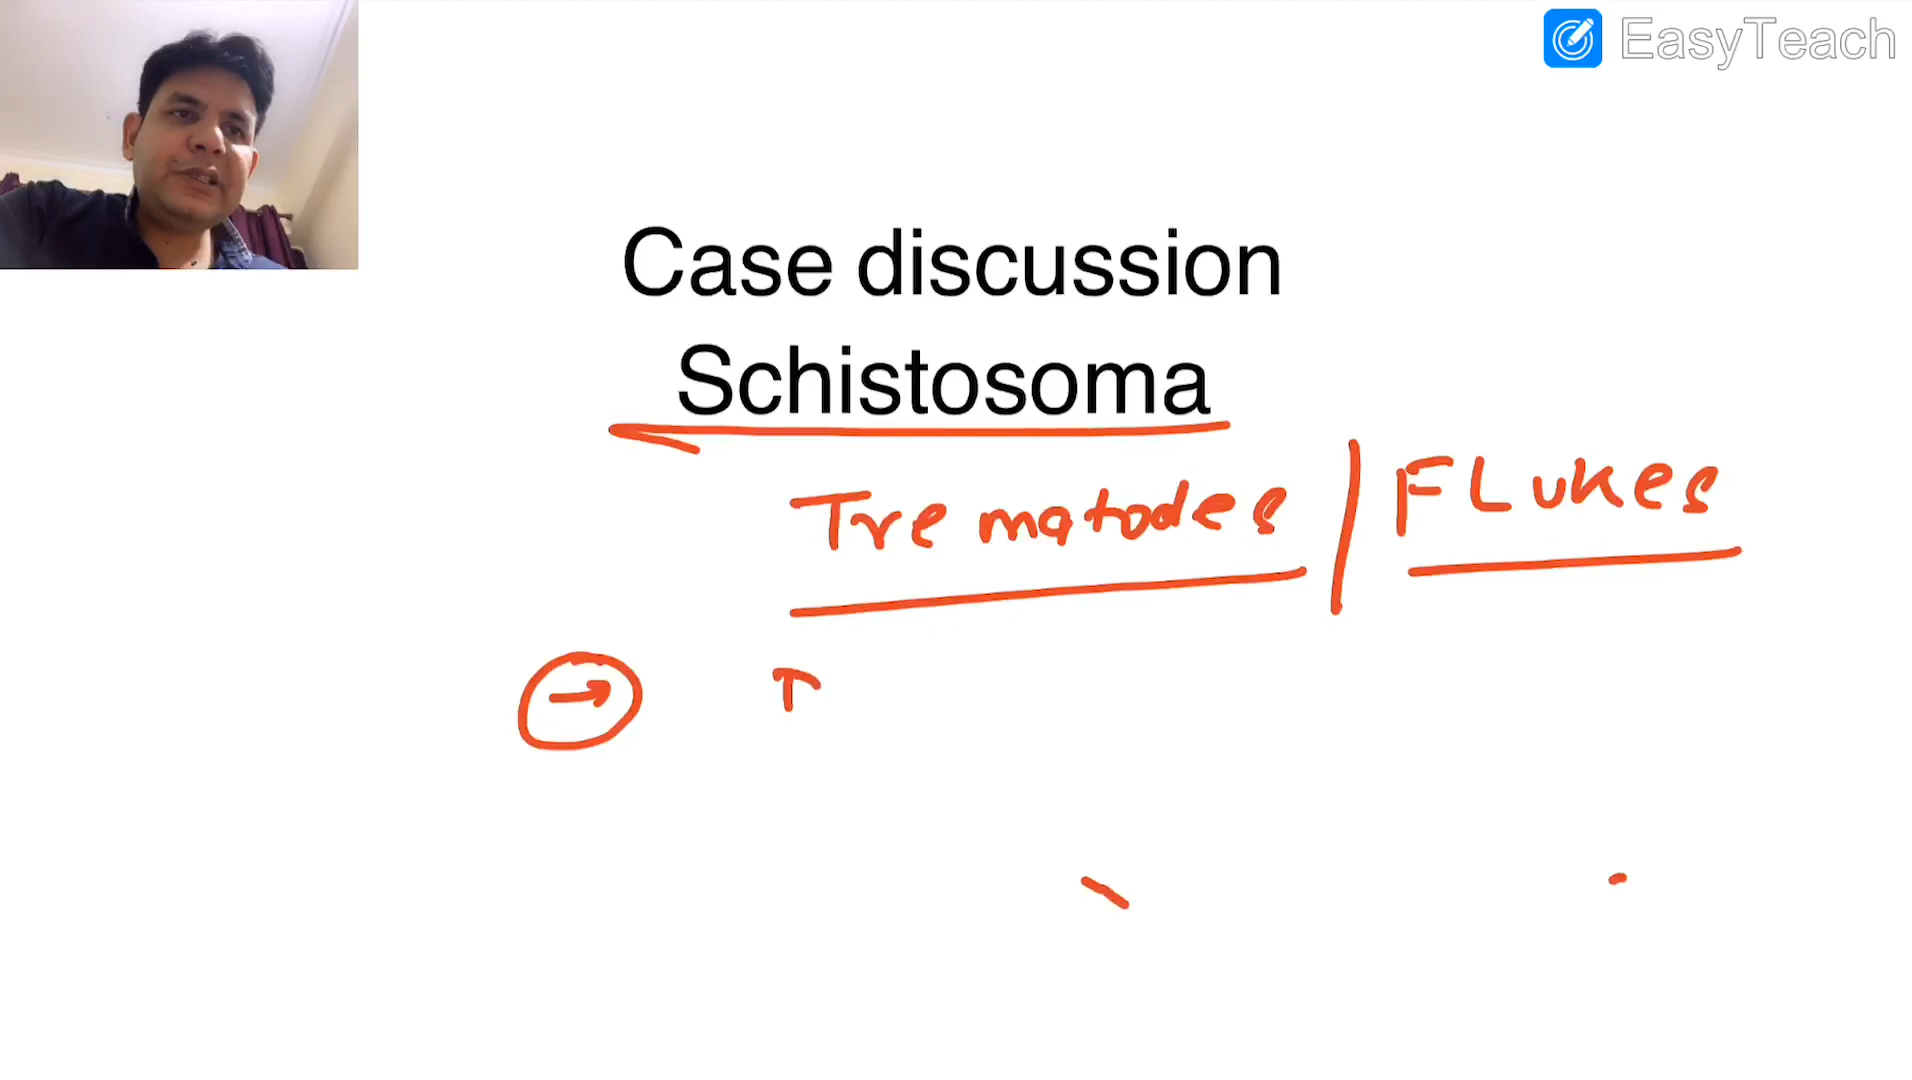 EasyTeach
Case discussion
Schistosoma
Trematodes / FLukes
→ T